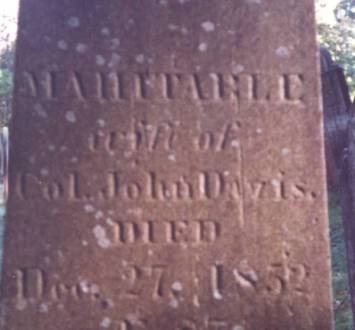 MAHITABLE
wife of
Col. John Davis.
DIED
Dec. 27, 1852